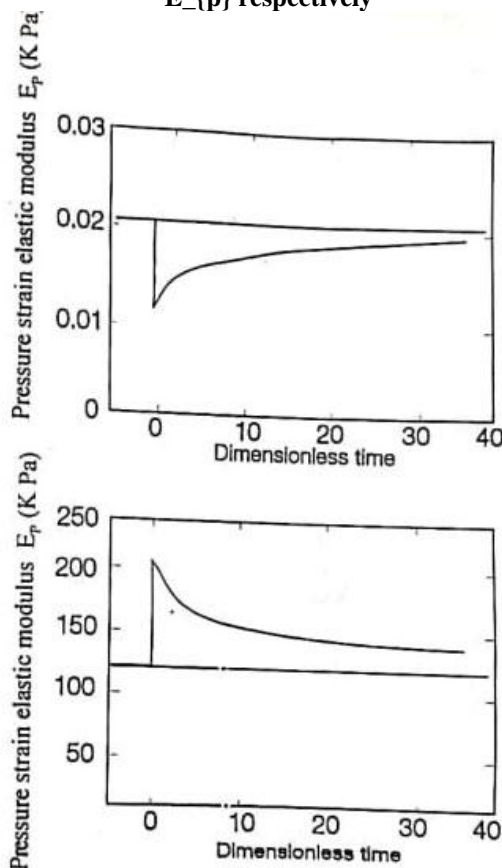 E_{p} respectively
Pressure strain elastic modulus E_p (K Pa)
0.03
0.02
0.01
0
0 10 20 30 40
Dimensionless time
Pressure strain elastic modulus E_p (K Pa)
250
200
150
100
50
0 10 20 30 40
Dimensionless time